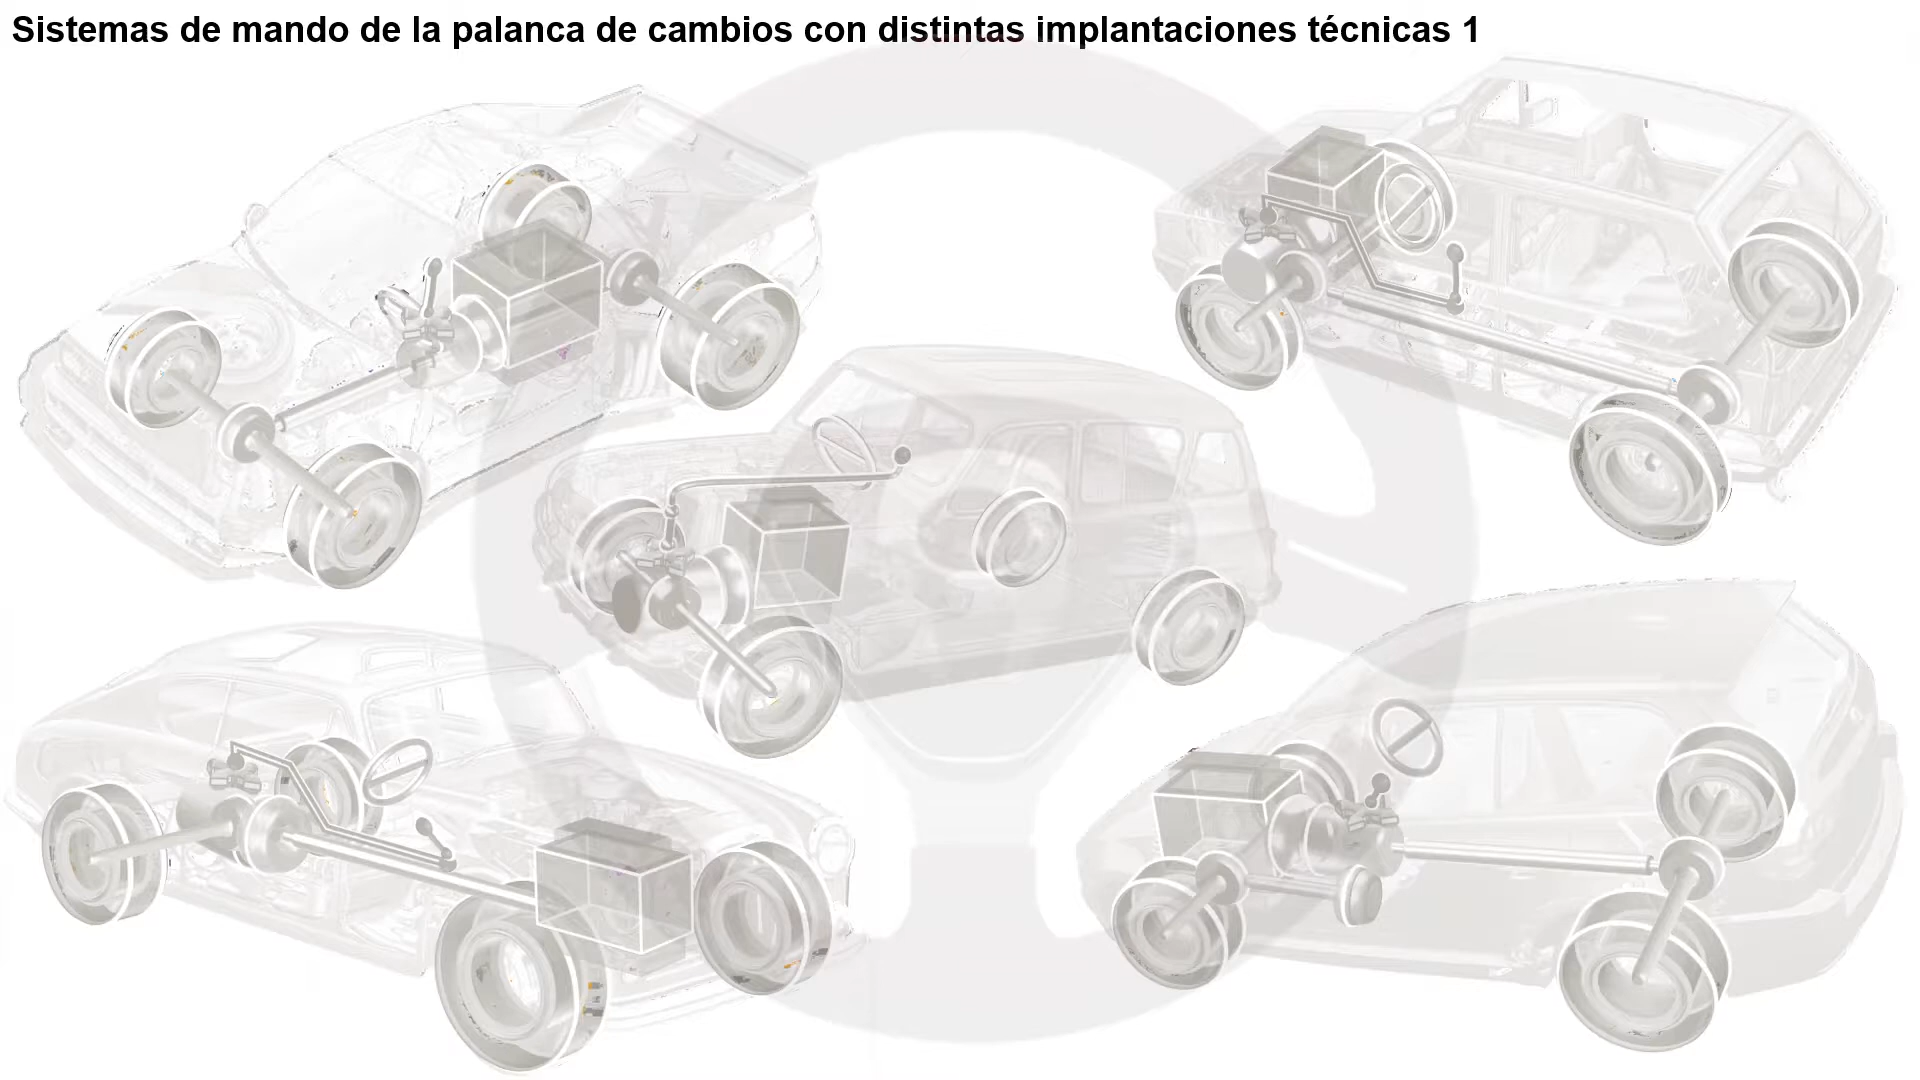 Sistemas de mando de la palanca de cambios con distintas implantaciones técnicas 1